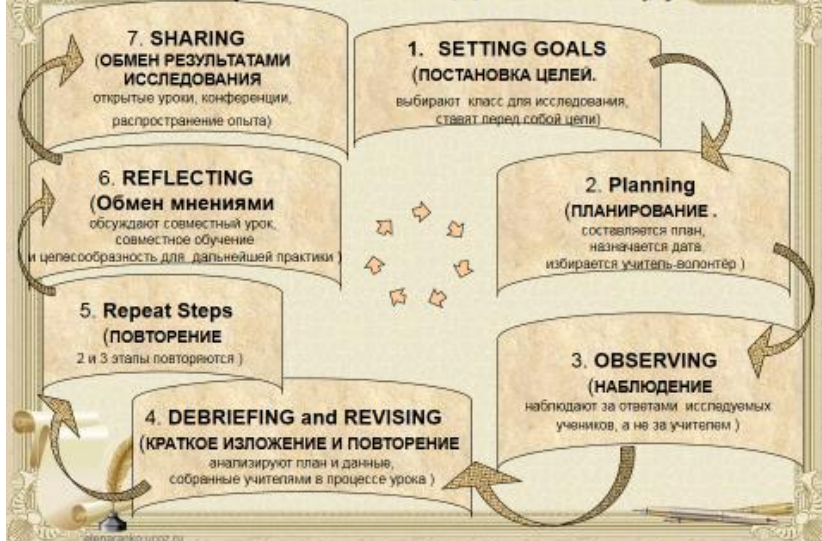 1. SETTING GOALS
(ПОСТАНОВКА ЦЕЛЕЙ.
выбирают класс для исследования,
ставят перед собой цели)
2. Planning
(ПЛАНИРОВАНИЕ .
составляется план,
назначается дата,
избирается учитель-волонтёр )
3. OBSERVING
(НАБЛЮДЕНИЕ
наблюдают за ответами исследуемых
учеников, а не за учителем )
4. DEBRIEFING and REVISING
(КРАТКОЕ ИЗЛОЖЕНИЕ И ПОВТОРЕНИЕ
анализируют план и данные,
собранные учителями в процессе урока )
5. Repeat Steps
(ПОВТОРЕНИЕ
2 и 3 этапы повторяются )
6. REFLECTING
(Обмен мнениями
обсуждают совместный урок,
совместное обучение
и целесообразность для дальнейшей практики )
7. SHARING
(ОБМЕН РЕЗУЛЬТАТАМИ
ИССЛЕДОВАНИЯ
открытые уроки, конференции,
распространение опыта)